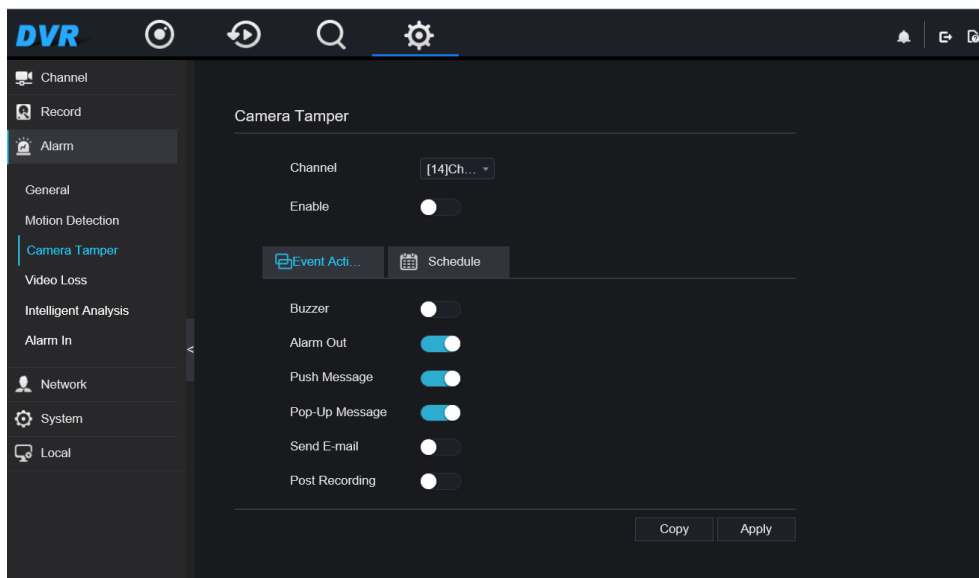 DVR
Channel
Record
Alarm
General
Motion Detection
Camera Tamper
Video Loss
Intelligent Analysis
Alarm In
Network
System
Local
<
Camera Tamper
Channel [14]Ch...
Enable
Event Acti... Schedule
Buzzer
Alarm Out
Push Message
Pop-Up Message
Send E-mail
Post Recording
Copy Apply